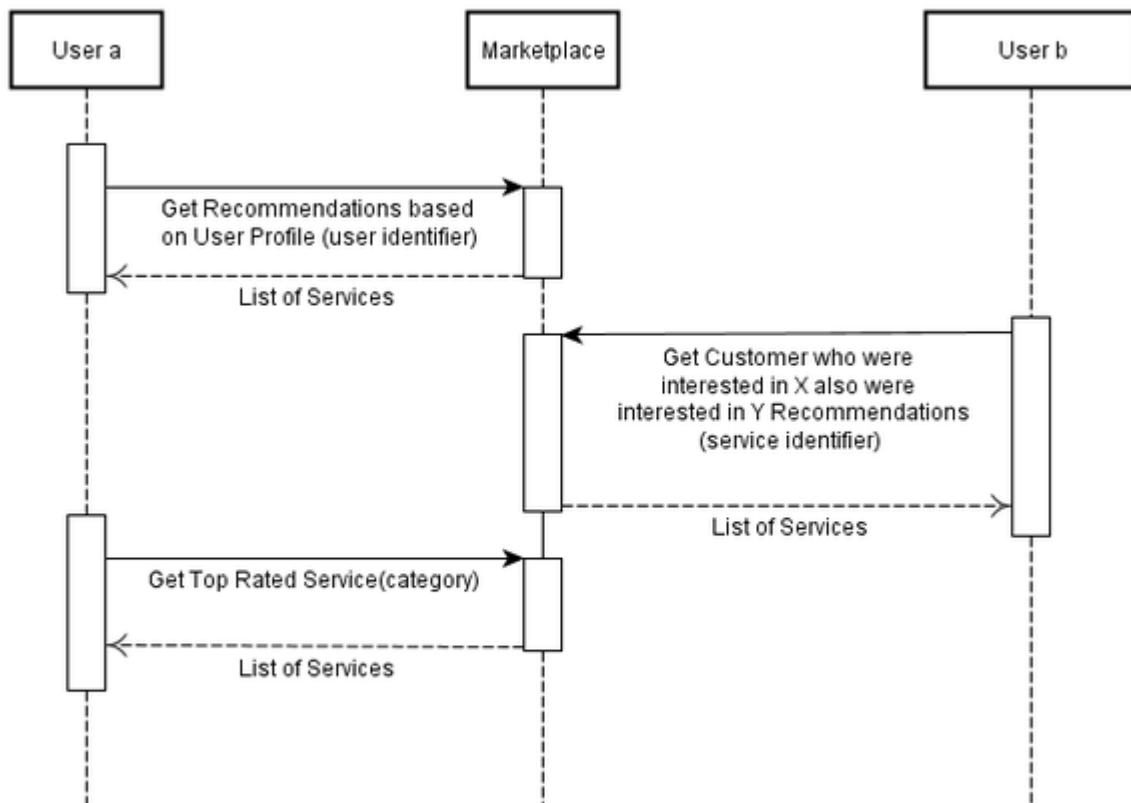 User a
Marketplace
User b
Get Recommendations based
on User Profile (user identifier)
List of Services
Get Customer who were
interested in X also were
interested in Y Recommendations
(service identifier)
List of Services
Get Top Rated Service(category)
List of Services